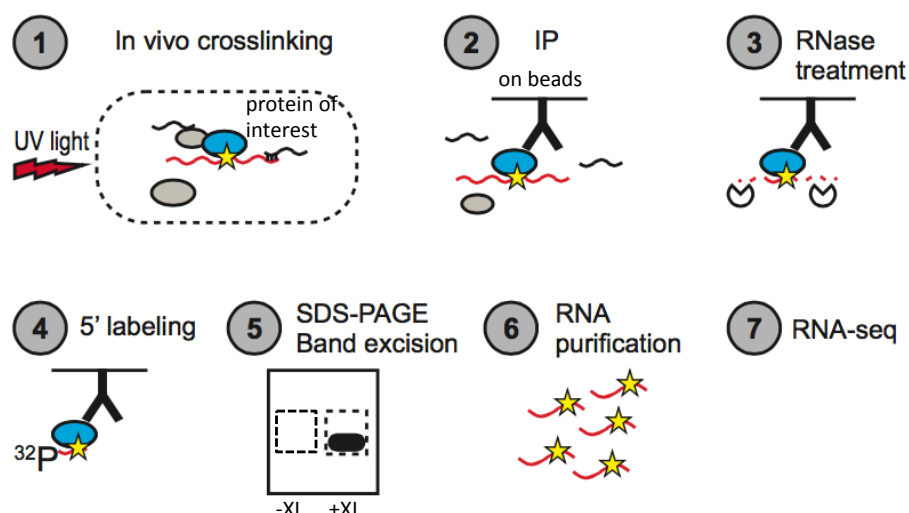 1
In vivo crosslinking
UV light
protein of
interest
2
IP
on beads
3
RNase
treatment
4
5' labeling
32P
5
SDS-PAGE
Band excision
-XL +XL
6
RNA
purification
7
RNA-seq